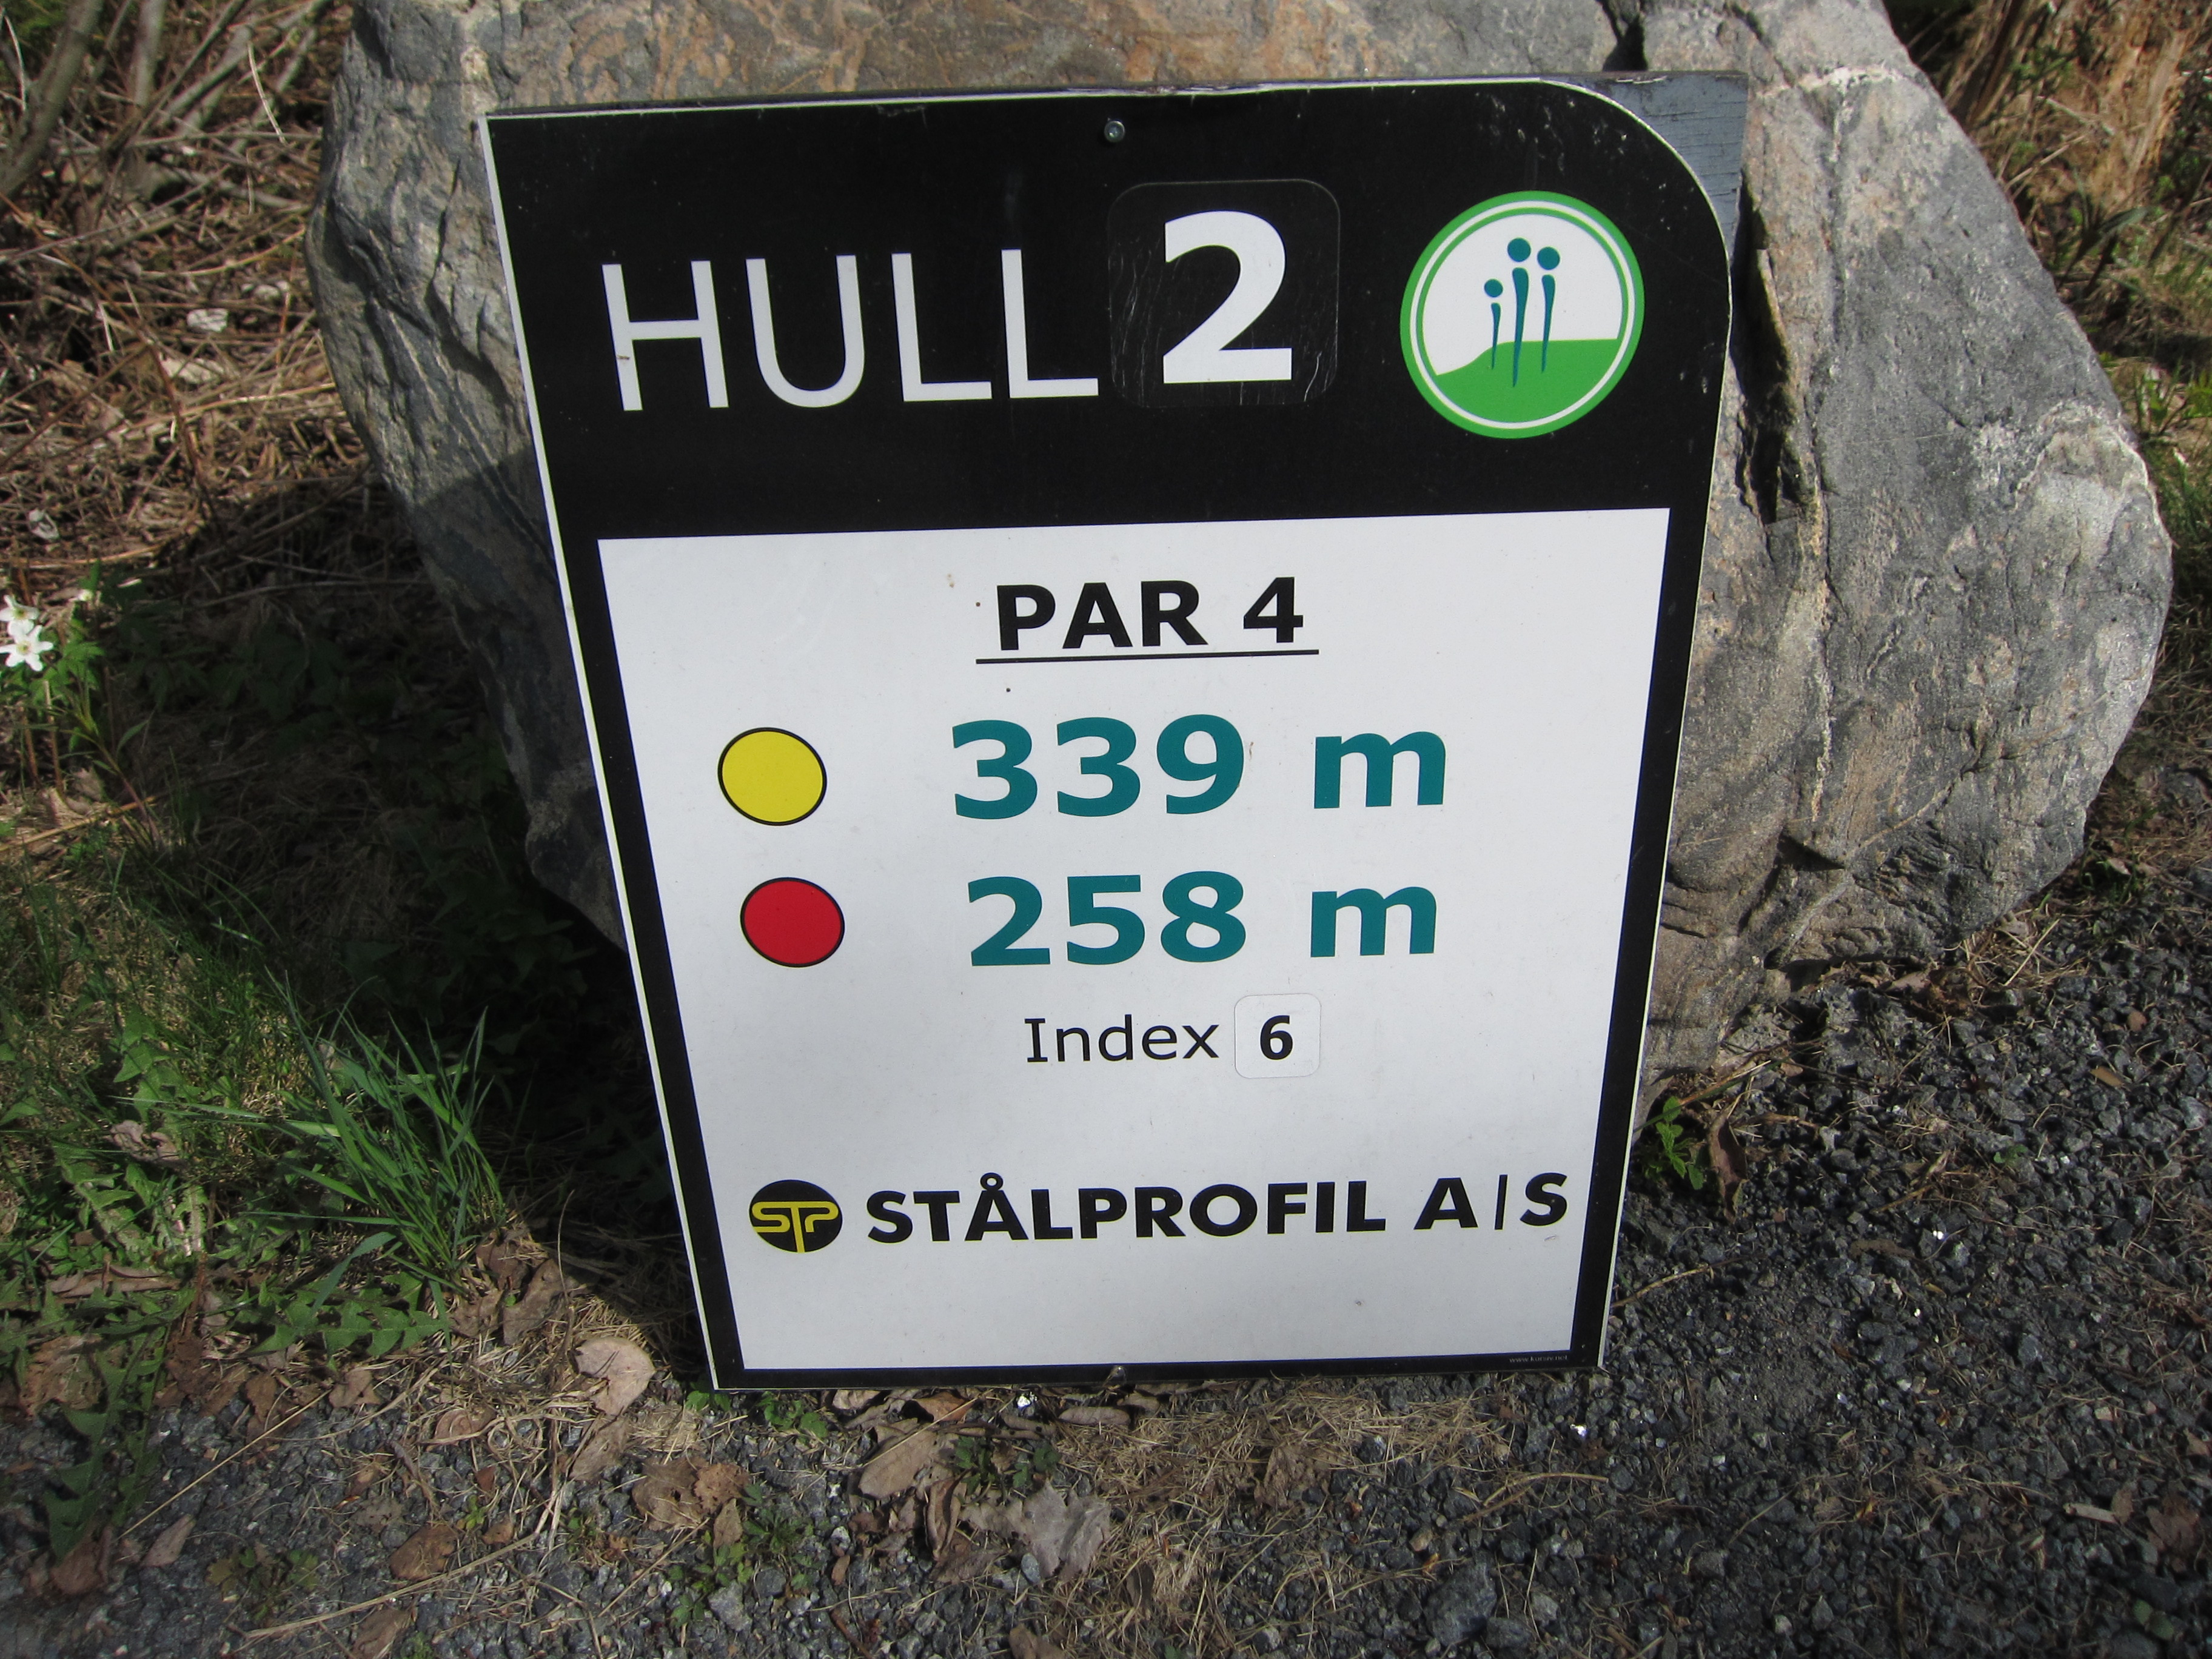 HULL 2
PAR 4
339 m
258 m
Index 6
STP STÅLPROFIL A|S